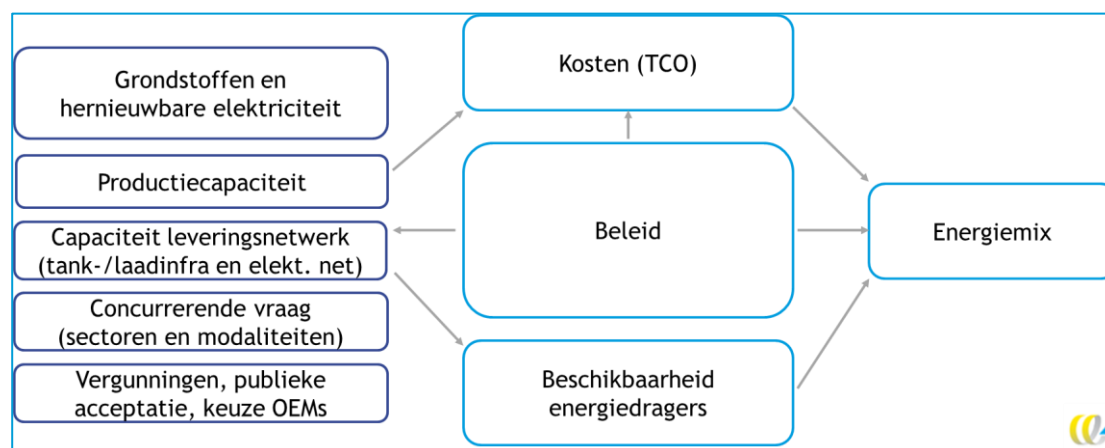 Grondstoffen en
hernieuwbare elektriciteit
Productiecapaciteit
Capaciteit leveringsnetwerk
(tank-/laadinfra en elekt. net)
Concurrerende vraag
(sectoren en modaliteiten)
Vergunningen, publieke
acceptatie, keuze OEMs
Kosten (TCO)
Beleid
Beschikbaarheid
energiedragers
Energiemix